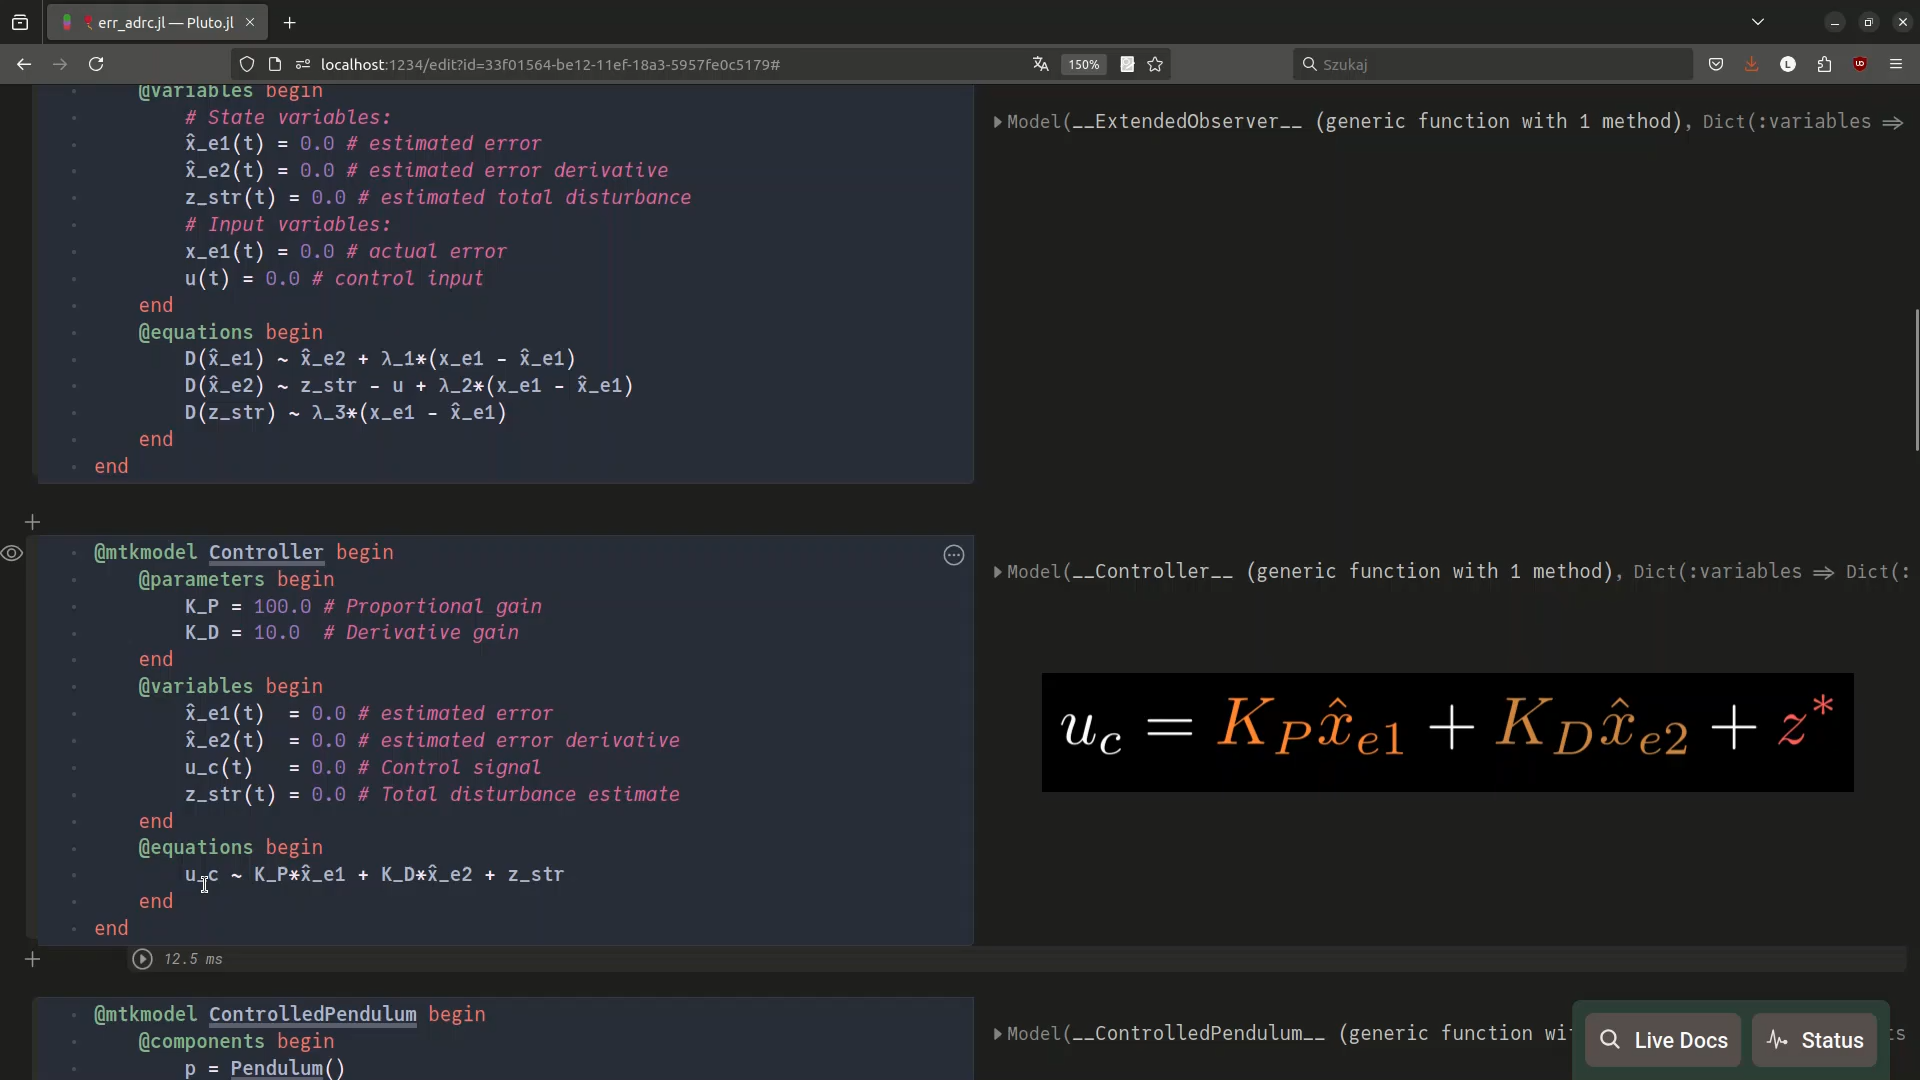 err_adrc.jl — Pluto.jl
localhost:1234/edit?id=33f01564-be12-11ef-18a3-5957fe0c5179#
150%
Szukaj
@variables begin
# State variables:
x̂_e1(t) = 0.0 # estimated error
x̂_e2(t) = 0.0 # estimated error derivative
z_str(t) = 0.0 # estimated total disturbance
# Input variables:
x_e1(t) = 0.0 # actual error
u(t) = 0.0 # control input
end
@equations begin
D(x̂_e1) ~ x̂_e2 + λ_1*(x_e1 - x̂_e1)
D(x̂_e2) ~ z_str - u + λ_2*(x_e1 - x̂_e1)
D(z_str) ~ λ_3*(x_e1 - x̂_e1)
end
end
Model(__ExtendedObserver__ (generic function with 1 method), Dict(:variables ⇒
@mtkmodel Controller begin
@parameters begin
K_P = 100.0 # Proportional gain
K_D = 10.0 # Derivative gain
end
@variables begin
x̂_e1(t) = 0.0 # estimated error
x̂_e2(t) = 0.0 # estimated error derivative
u_c(t) = 0.0 # Control signal
z_str(t) = 0.0 # Total disturbance estimate
end
@equations begin
u_c ~ K_P*x̂_e1 + K_D*x̂_e2 + z_str
end
end
12.5 ms
Model(__Controller__ (generic function with 1 method), Dict(:variables ⇒ Dict(:
u_c = K_P x̂_e1 + K_D x̂_e2 + z*
@mtkmodel ControlledPendulum begin
@components begin
p = Pendulum()
Model(__ControlledPendulum__ (generic function wi
Live Docs
Status